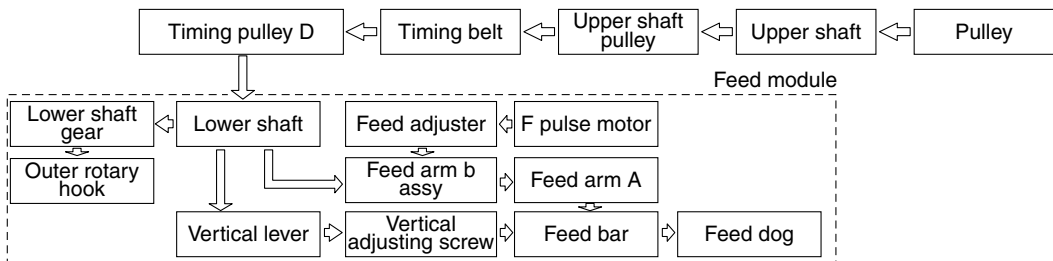 Timing pulley D
Timing belt
Upper shaft
pulley
Upper shaft
Pulley
Feed module
Lower shaft
gear
Lower shaft
Feed adjuster
F pulse motor
Outer rotary
hook
Feed arm b
assy
Feed arm A
Vertical lever
Vertical
adjusting screw
Feed bar
Feed dog